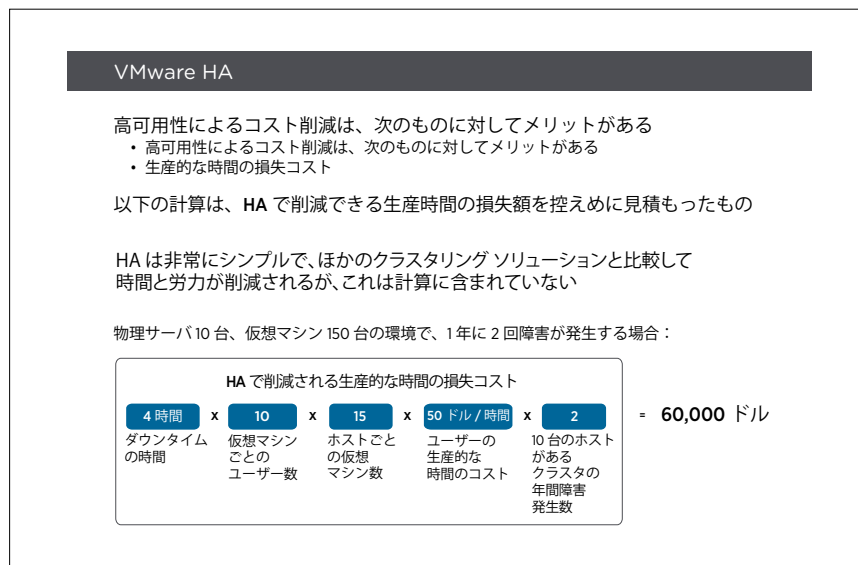 VMware HA
高可用性によるコスト削減は、次のものに対してメリットがある
• 高可用性によるコスト削減は、次のものに対してメリットがある
• 生産的な時間の損失コスト
以下の計算は、HA で削減できる生産時間の損失額を控えめに見積もったもの
HA は非常にシンプルで、ほかのクラスタリング ソリューションと比較して
時間と労力が削減されるが、これは計算に含まれていない
物理サーバ 10 台、仮想マシン 150 台の環境で、1 年に 2 回障害が発生する場合：
HA で削減される生産的な時間の損失コスト
4 時間 x 10 x 15 x 50 ドル / 時間 x 2 = 60,000 ドル
ダウンタイム
の時間
仮想マシン
ごとの
ユーザー数
ホストごと
の仮想
マシン数
ユーザーの
生産的な
時間のコスト
10 台のホスト
がある
クラスタの
年間障害
発生数